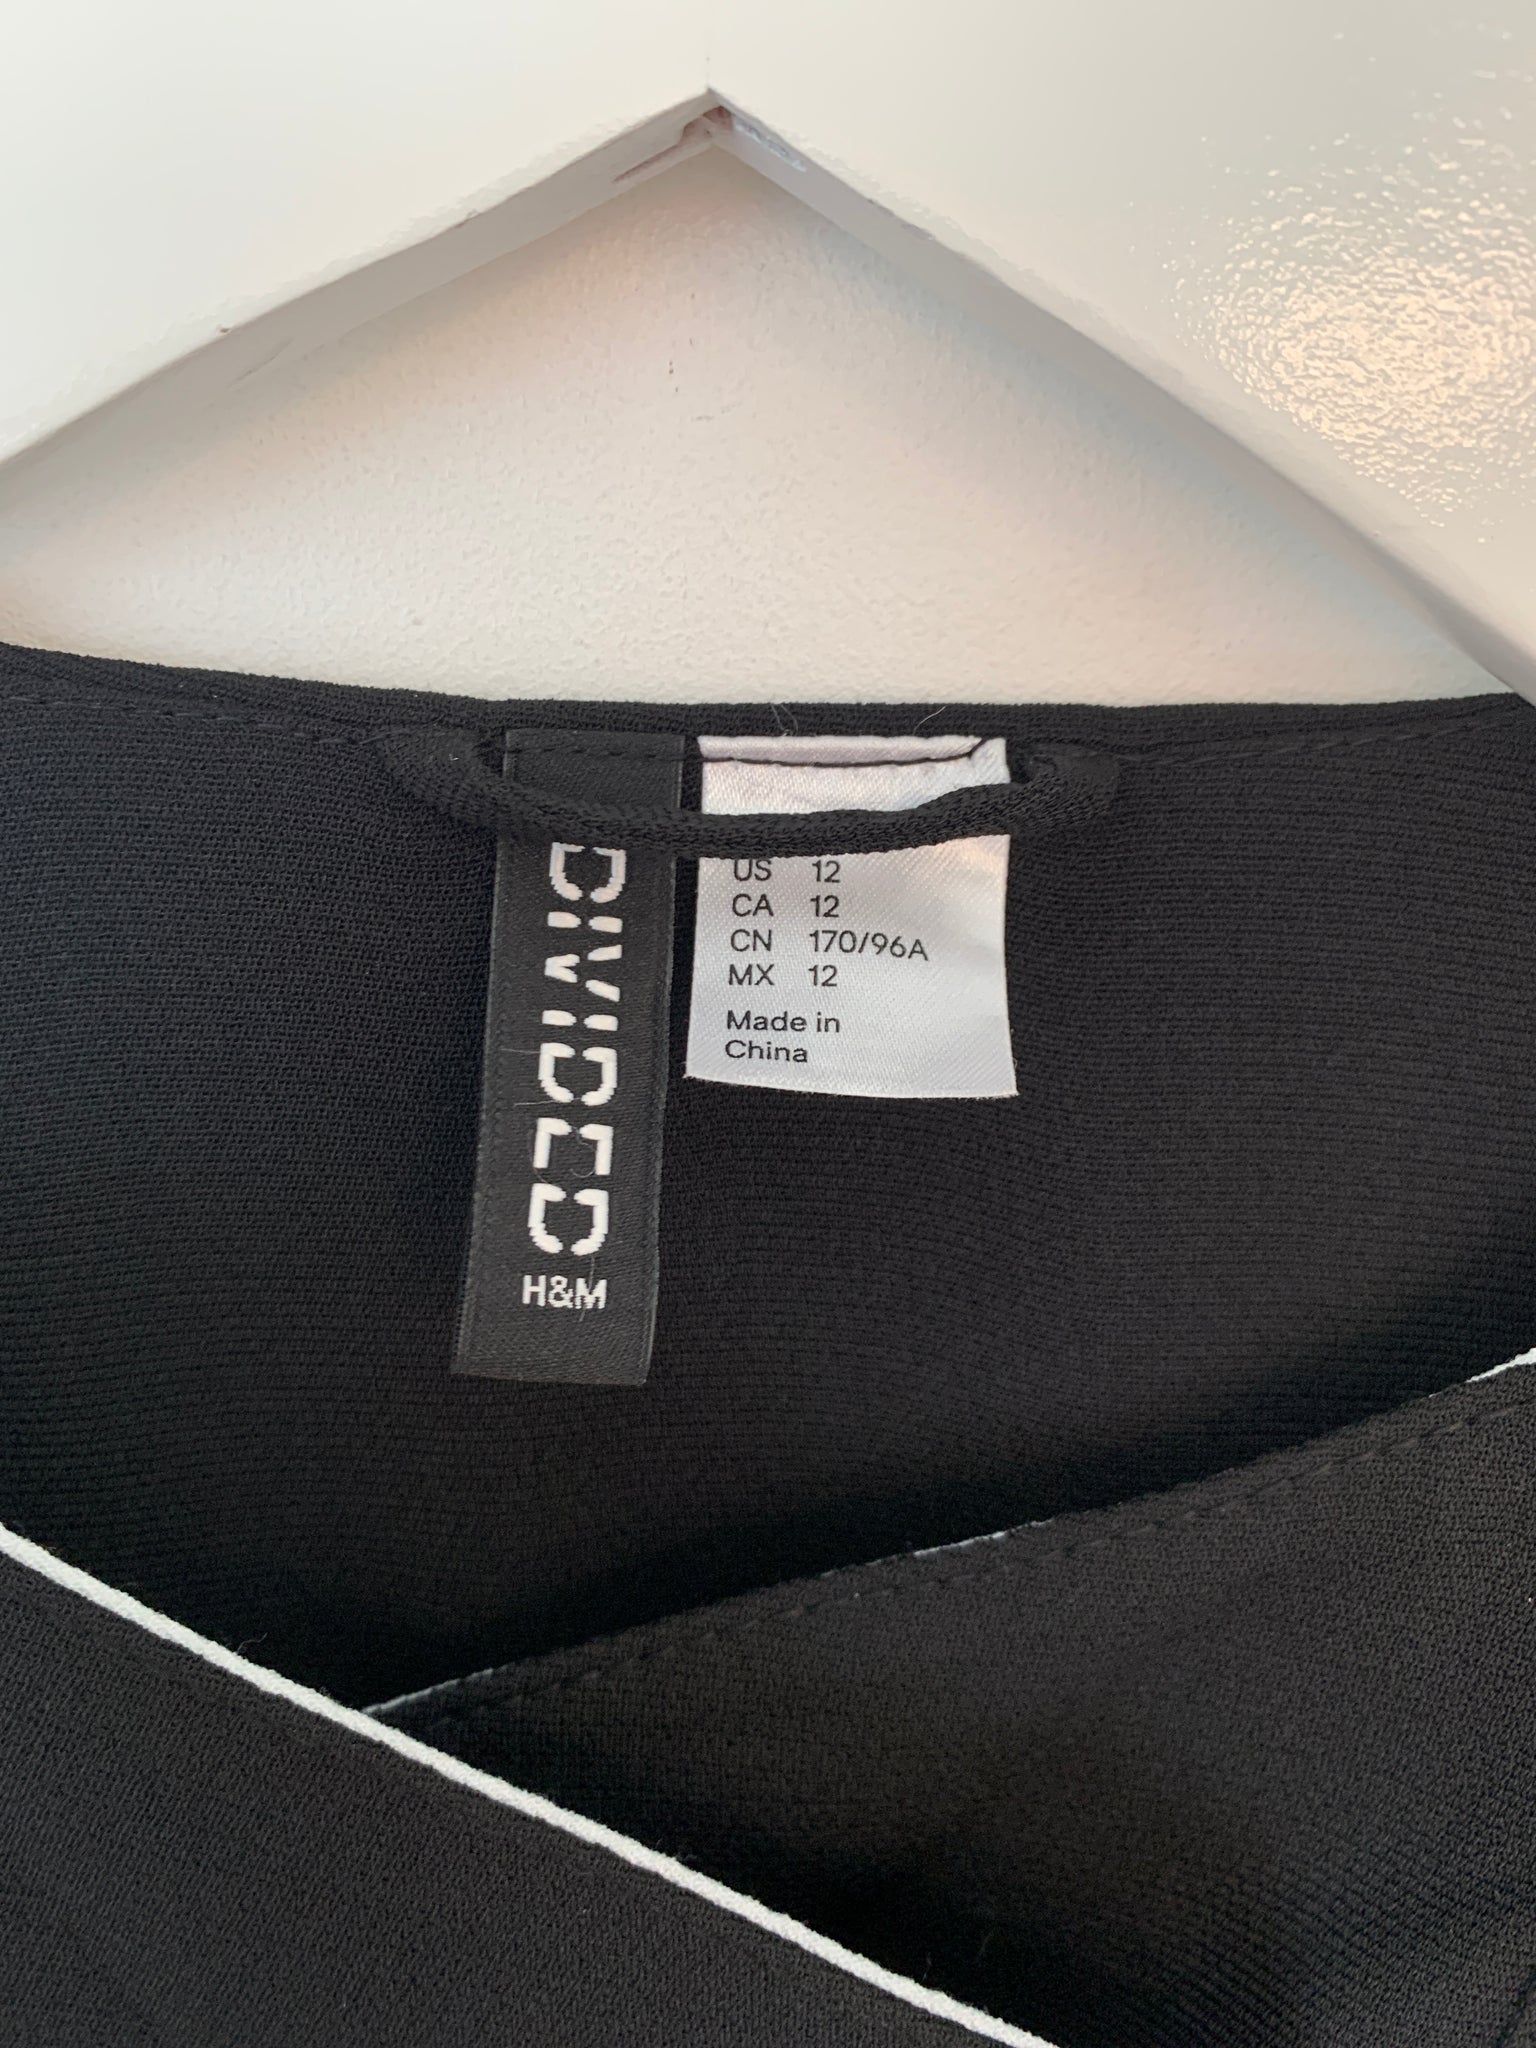 DIVIDED
H&M
US 12
CA 12
CN 170/96A
MX 12
Made in
China